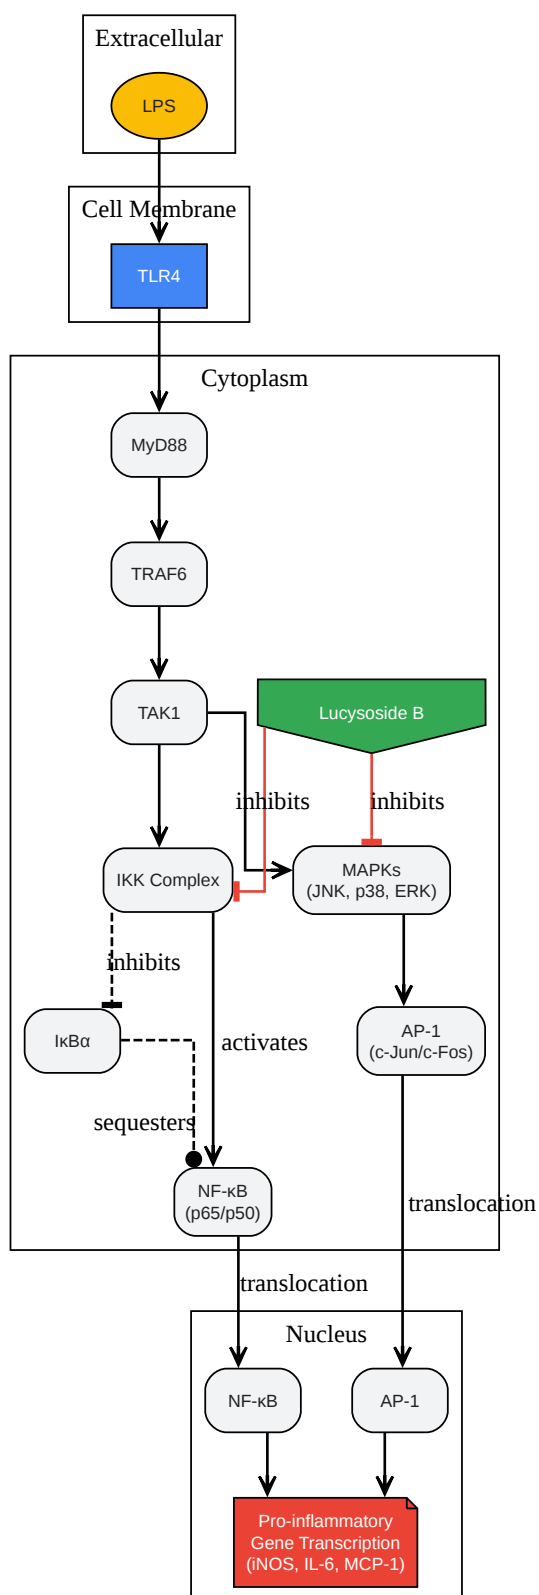 Extracellular
LPS
Cell Membrane
TLR4
Cytoplasm
MyD88
TRAF6
TAK1
Lucysoside B
inhibits
inhibits
IKK Complex
MAPKs
(JNK, p38, ERK)
inhibits
IκBα
activates
AP-1
(c-Jun/c-Fos)
sequesters
NF-κB
(p65/p50)
translocation
translocation
Nucleus
NF-κB
AP-1
Pro-inflammatory
Gene Transcription
(iNOS, IL-6, MCP-1)